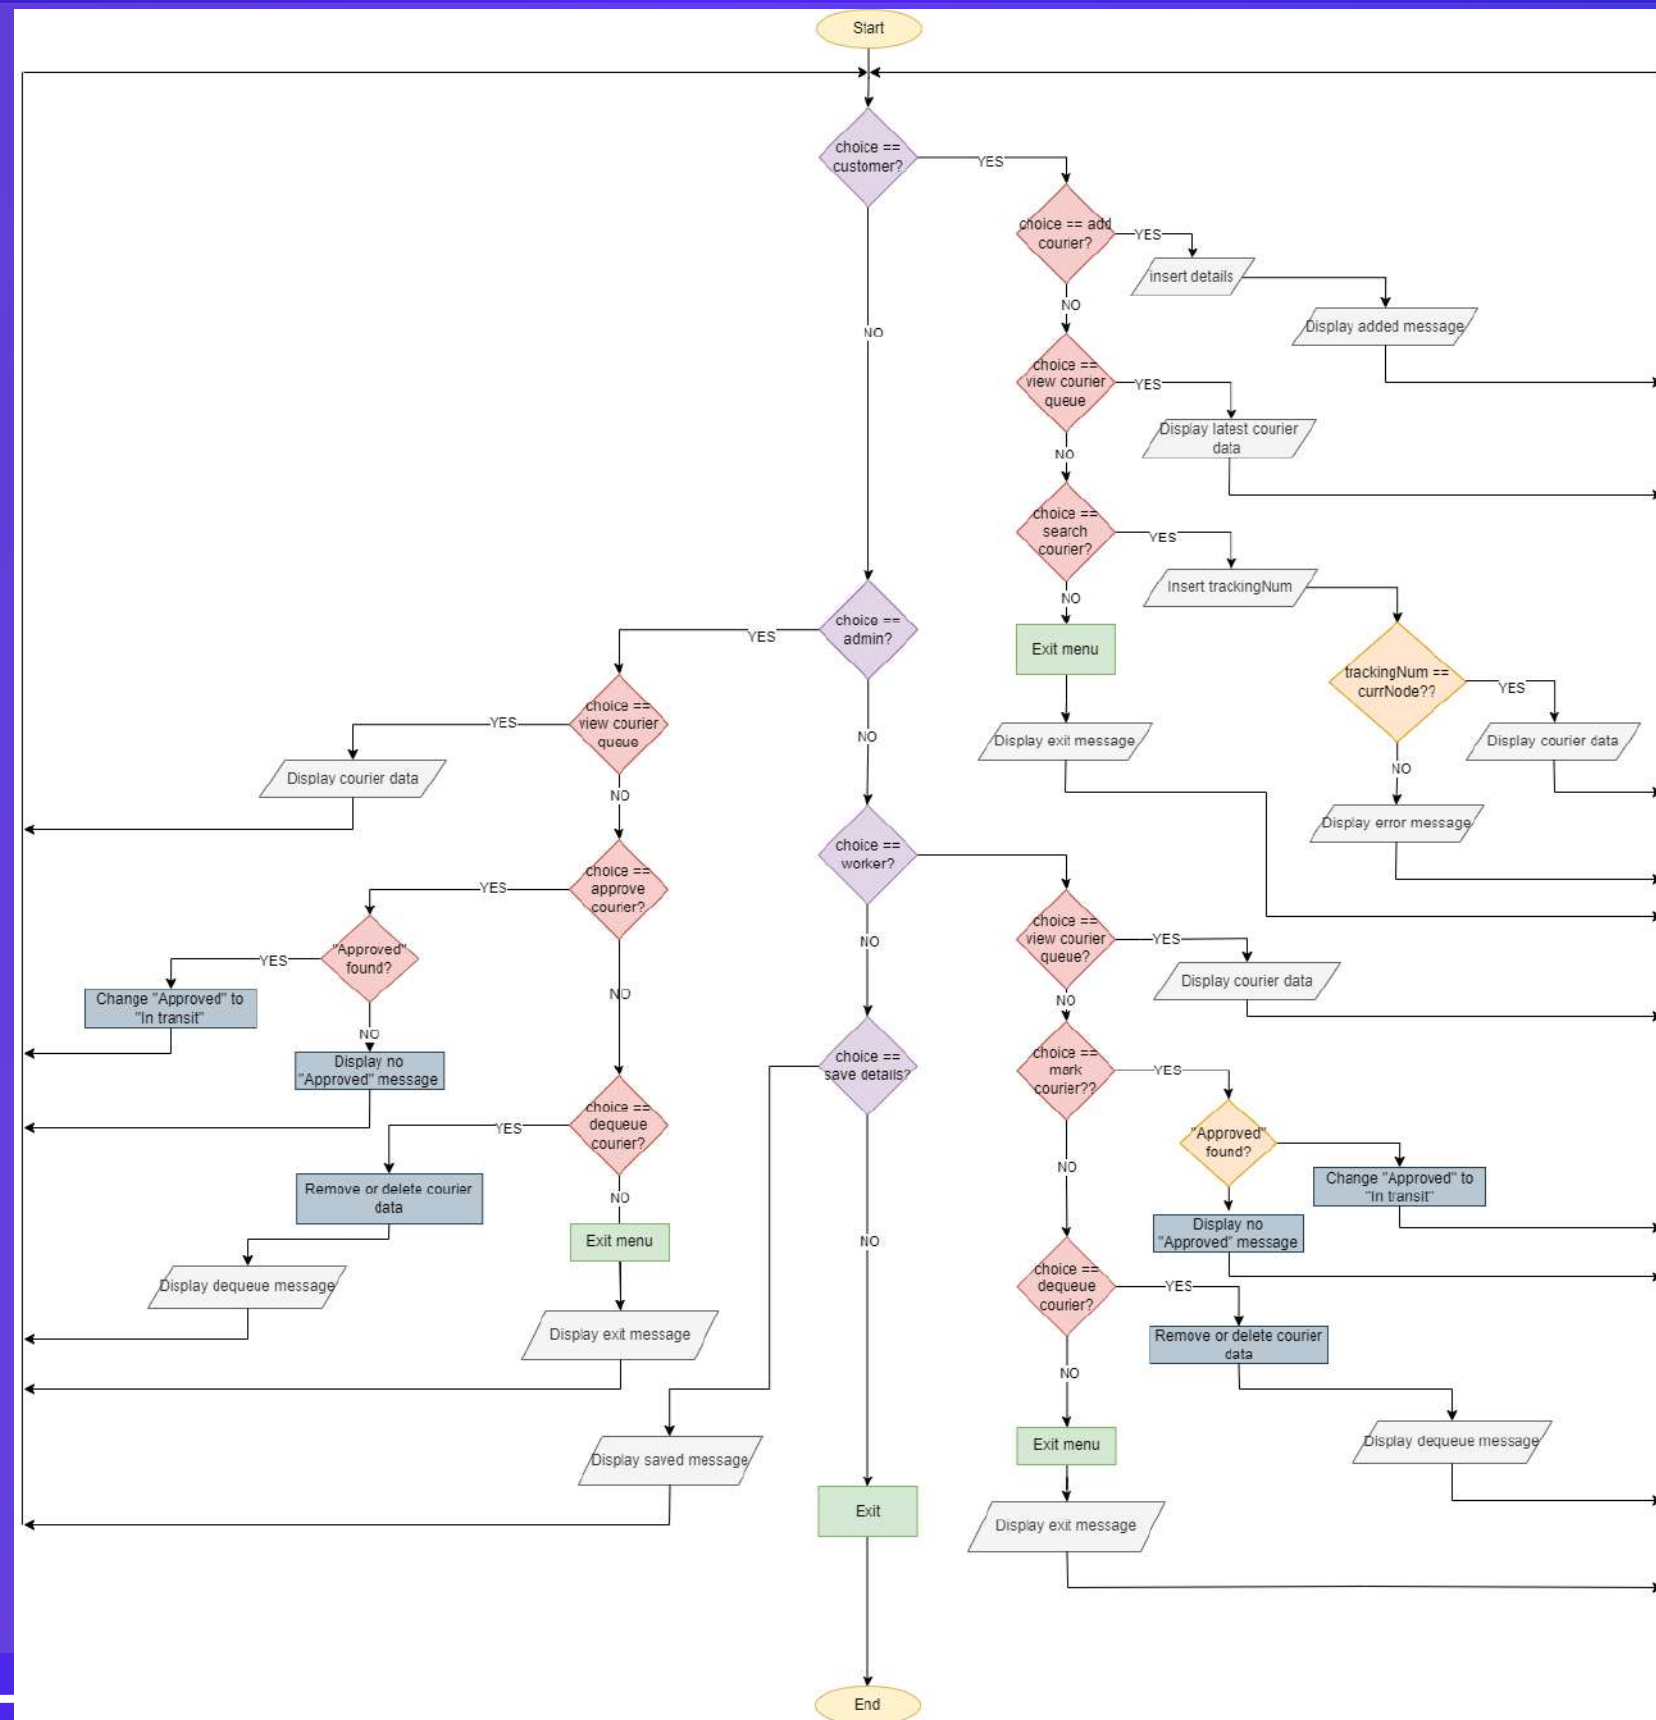 Start
choice ==
customer?
YES
choice == add
courier?
YES
insert details
Display added message
NO
NO
choice ==
view courier
queue
YES
Display latest courier
data
NO
choice ==
search
courier?
YES
Insert trackingNum
NO
Exit menu
Display exit message
trackingNum ==
currNode??
YES
Display courier data
NO
Display error message
choice ==
admin?
YES
choice ==
view courier
queue
YES
Display courier data
NO
NO
choice ==
approve
courier?
YES
"Approved"
found?
YES
Change "Approved" to
"In transit"
NO
Display no
"Approved" message
NO
choice ==
dequeue
courier?
YES
Remove or delete courier
data
Display dequeue message
NO
Exit menu
Display exit message
choice ==
worker?
NO
choice ==
view courier
queue?
YES
Display courier data
NO
choice ==
mark
courier??
YES
"Approved"
found?
Change "Approved" to
"In transit"
Display no
"Approved" message
NO
choice ==
dequeue
courier?
YES
Remove or delete courier
data
Display dequeue message
NO
Exit menu
Display exit message
choice ==
save details?
Display saved message
NO
Exit
End